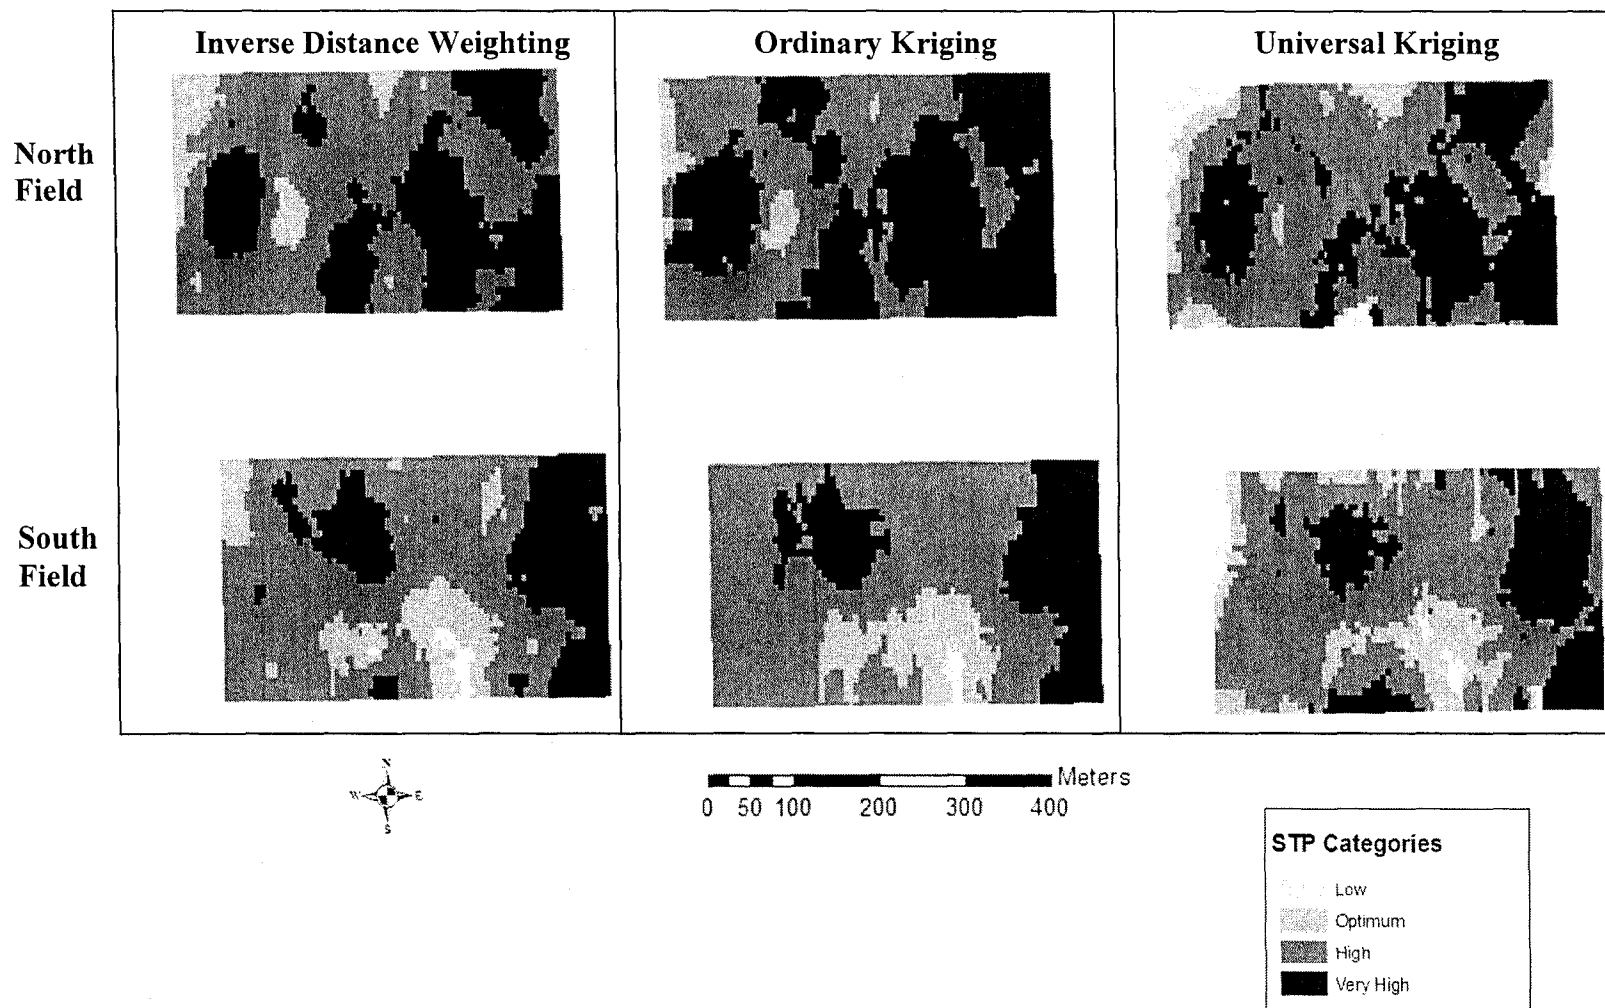 Inverse Distance Weighting
Ordinary Kriging
Universal Kriging
North
Field
South
Field
N
W
E
S
Meters
0 50 100 200 300 400
STP Categories
Low
Optimum
High
Very High